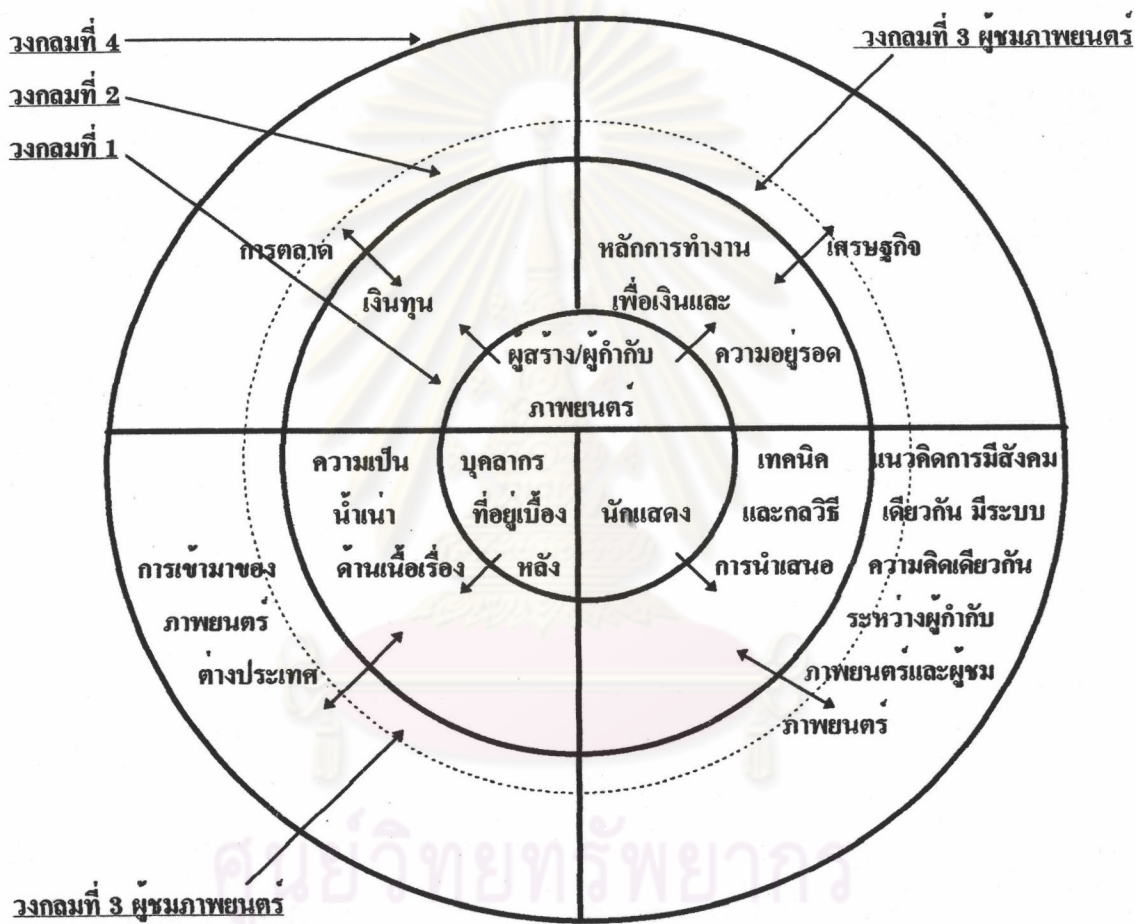 วงกลมที่ 4
วงกลมที่ 3 ผู้ชมภาพยนตร์
วงกลมที่ 2
วงกลมที่ 1
การตลาด
เงินทุน
หลักการทำงาน
เพื่อเงินและ
ความอยู่รอด
เศรษฐกิจ
ผู้สร้าง/ผู้กำกับ
ภาพยนตร์
ความเป็น
น้ำเน่า
ด้านเนื้อเรื่อง
บุคลากร
ที่อยู่เบื้อง
หลัง
นักแสดง
เทคนิค
และกลวิธี
การนำเสนอ
แนวคิดการมีสังคม
เดียวกัน มีระบบ
ความคิดเดียวกัน
ระหว่างผู้กำกับ
ภาพยนตร์และผู้ชม
ภาพยนตร์
การเข้ามาของ
ภาพยนตร์
ต่างประเทศ
วงกลมที่ 3 ผู้ชมภาพยนตร์
ศูนย์วิทยทรัพยากร